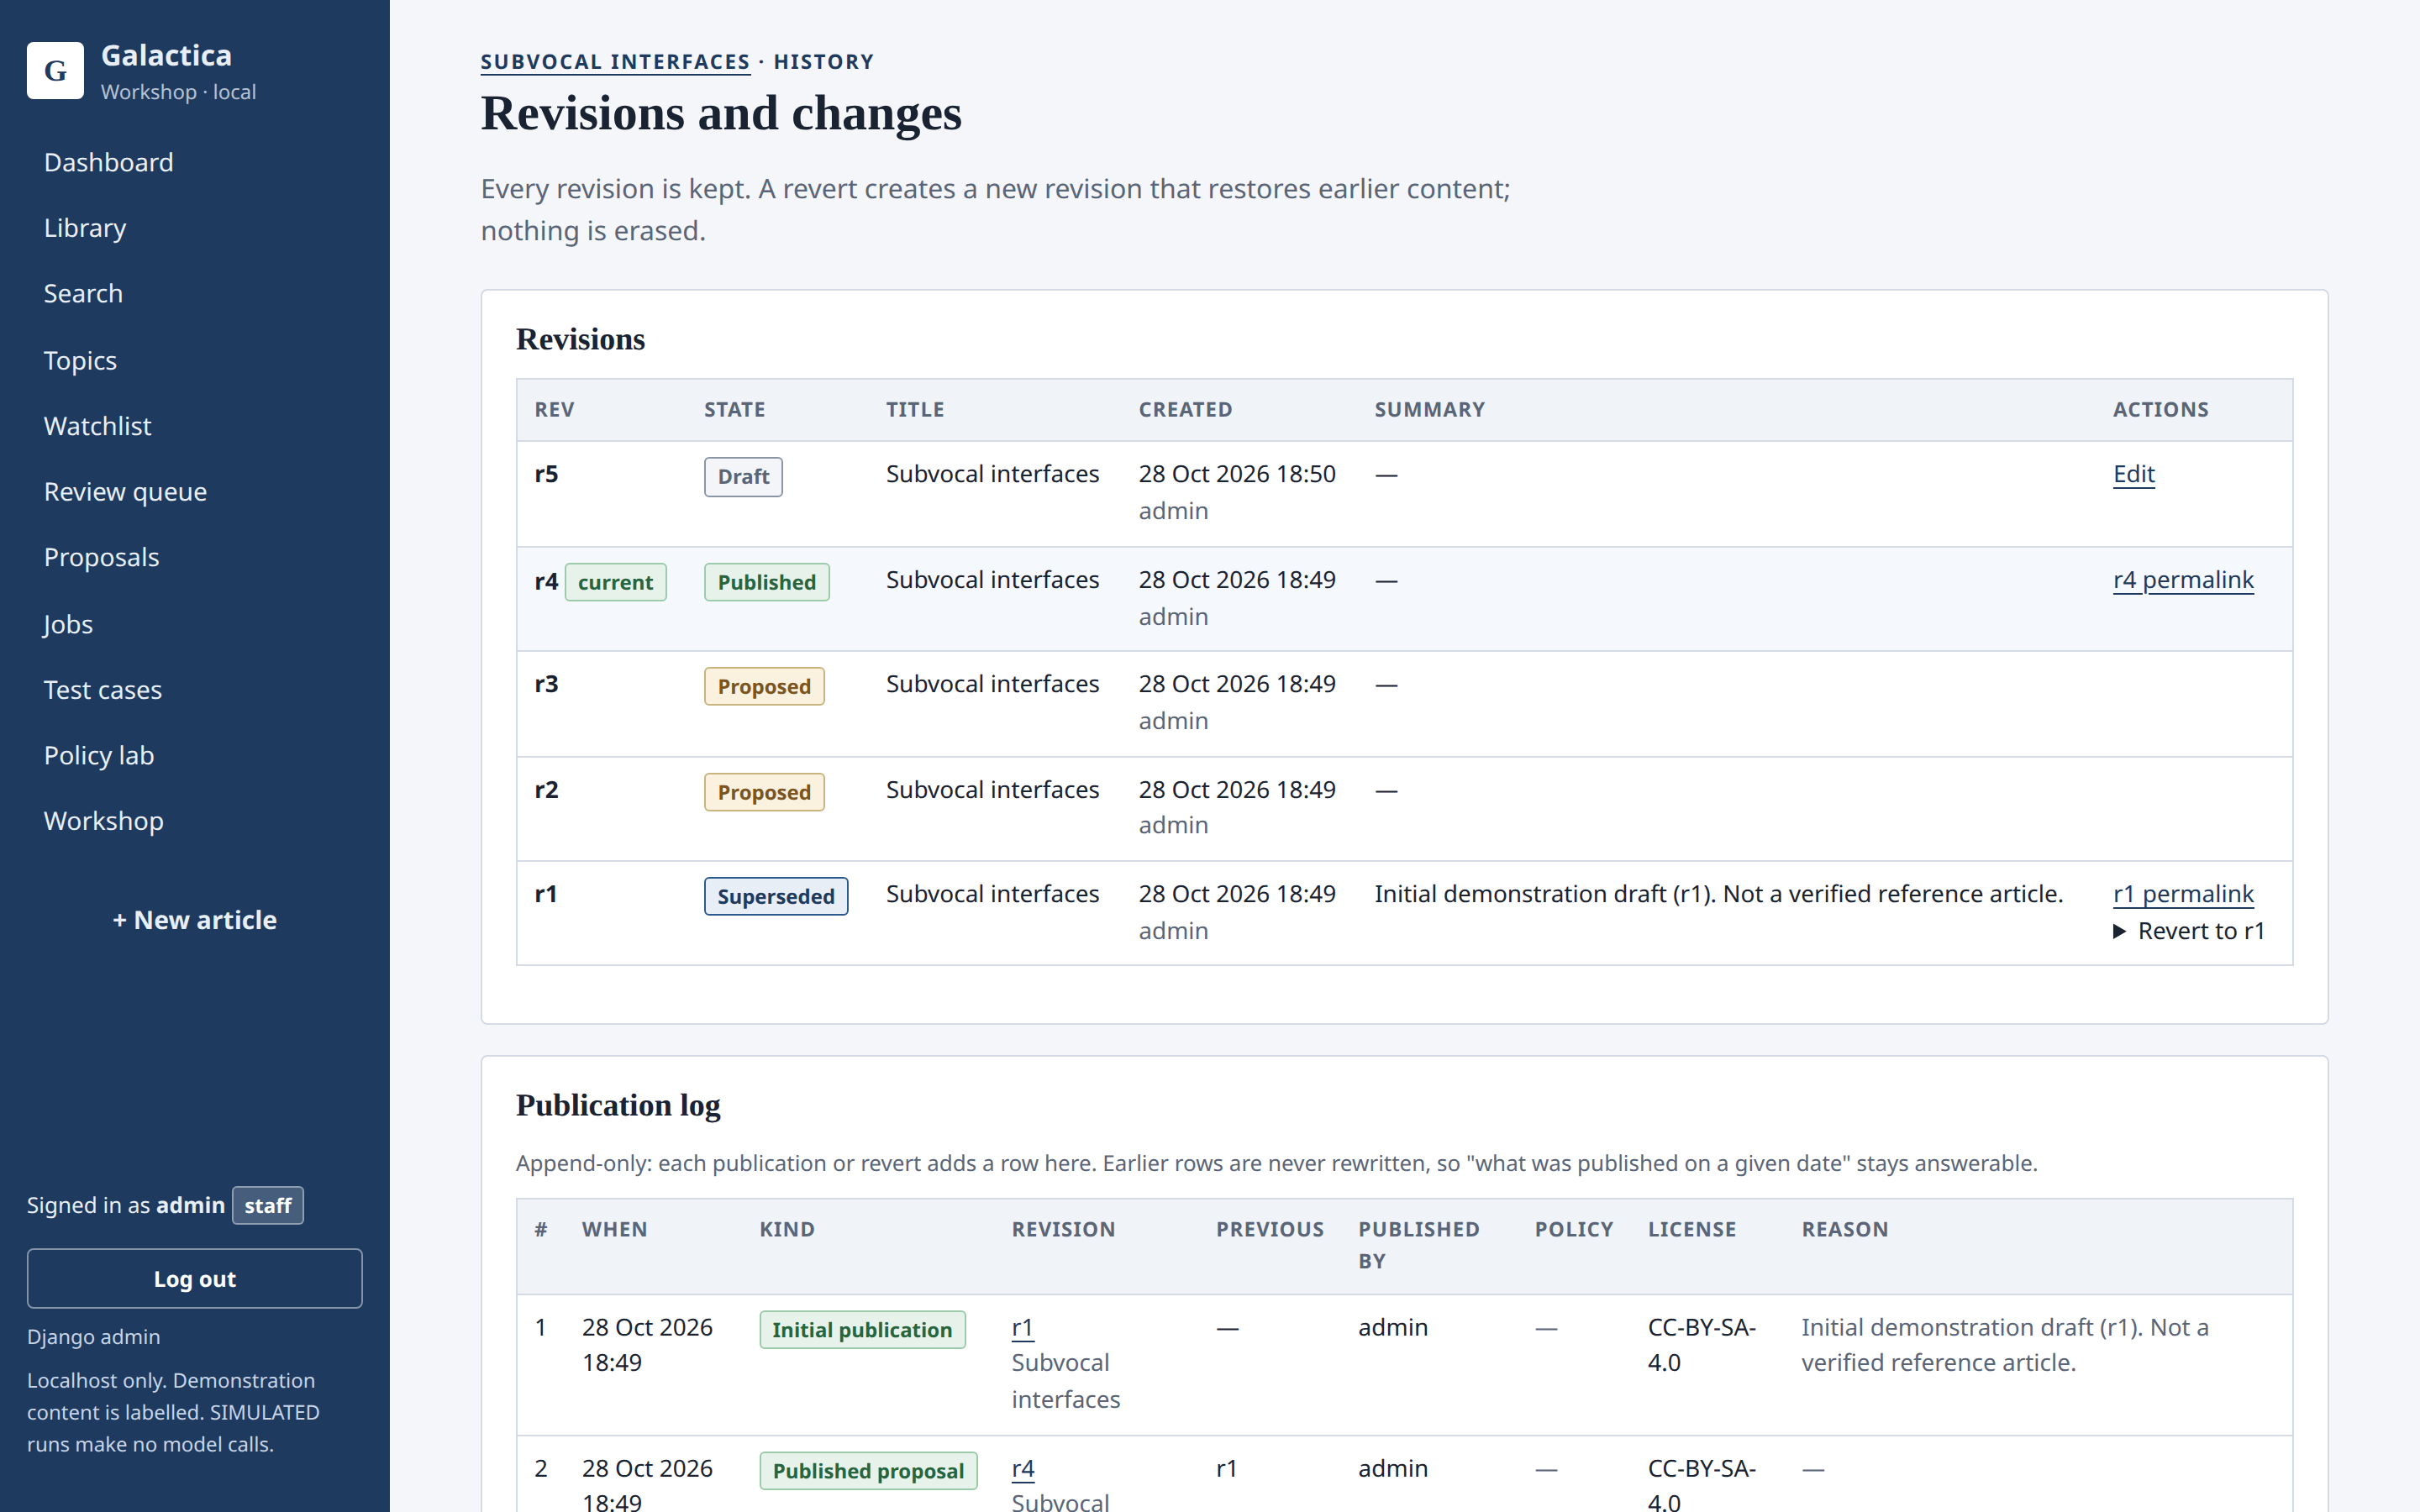 G
Galactica
Workshop · local
Dashboard
Library
Search
Topics
Watchlist
Review queue
Proposals
Jobs
Test cases
Policy lab
Workshop
+ New article
Signed in as admin staff
Log out
Django admin
Localhost only. Demonstration
content is labelled. SIMULATED
runs make no model calls.
SUBVOCAL INTERFACES · HISTORY
Revisions and changes
Every revision is kept. A revert creates a new revision that restores earlier content;
nothing is erased.
Revisions
REV STATE TITLE CREATED SUMMARY ACTIONS
r5 Draft Subvocal interfaces 28 Oct 2026 18:50 — Edit
admin
r4 current Published Subvocal interfaces 28 Oct 2026 18:49 — r4 permalink
admin
r3 Proposed Subvocal interfaces 28 Oct 2026 18:49 —
admin
r2 Proposed Subvocal interfaces 28 Oct 2026 18:49 —
admin
r1 Superseded Subvocal interfaces 28 Oct 2026 18:49 Initial demonstration draft (r1). Not a verified reference article. r1 permalink
admin ▶ Revert to r1
Publication log
Append-only: each publication or revert adds a row here. Earlier rows are never rewritten, so "what was published on a given date" stays answerable.
# WHEN KIND REVISION PREVIOUS PUBLISHED POLICY LICENSE REASON
BY
1 28 Oct 2026 Initial publication r1 — admin — CC-BY-SA- Initial demonstration draft (r1). Not a
18:49 Subvocal 4.0 verified reference article.
interfaces
2 28 Oct 2026 Published proposal r4 r1 admin — CC-BY-SA- —
18:49 Subvocal 4.0